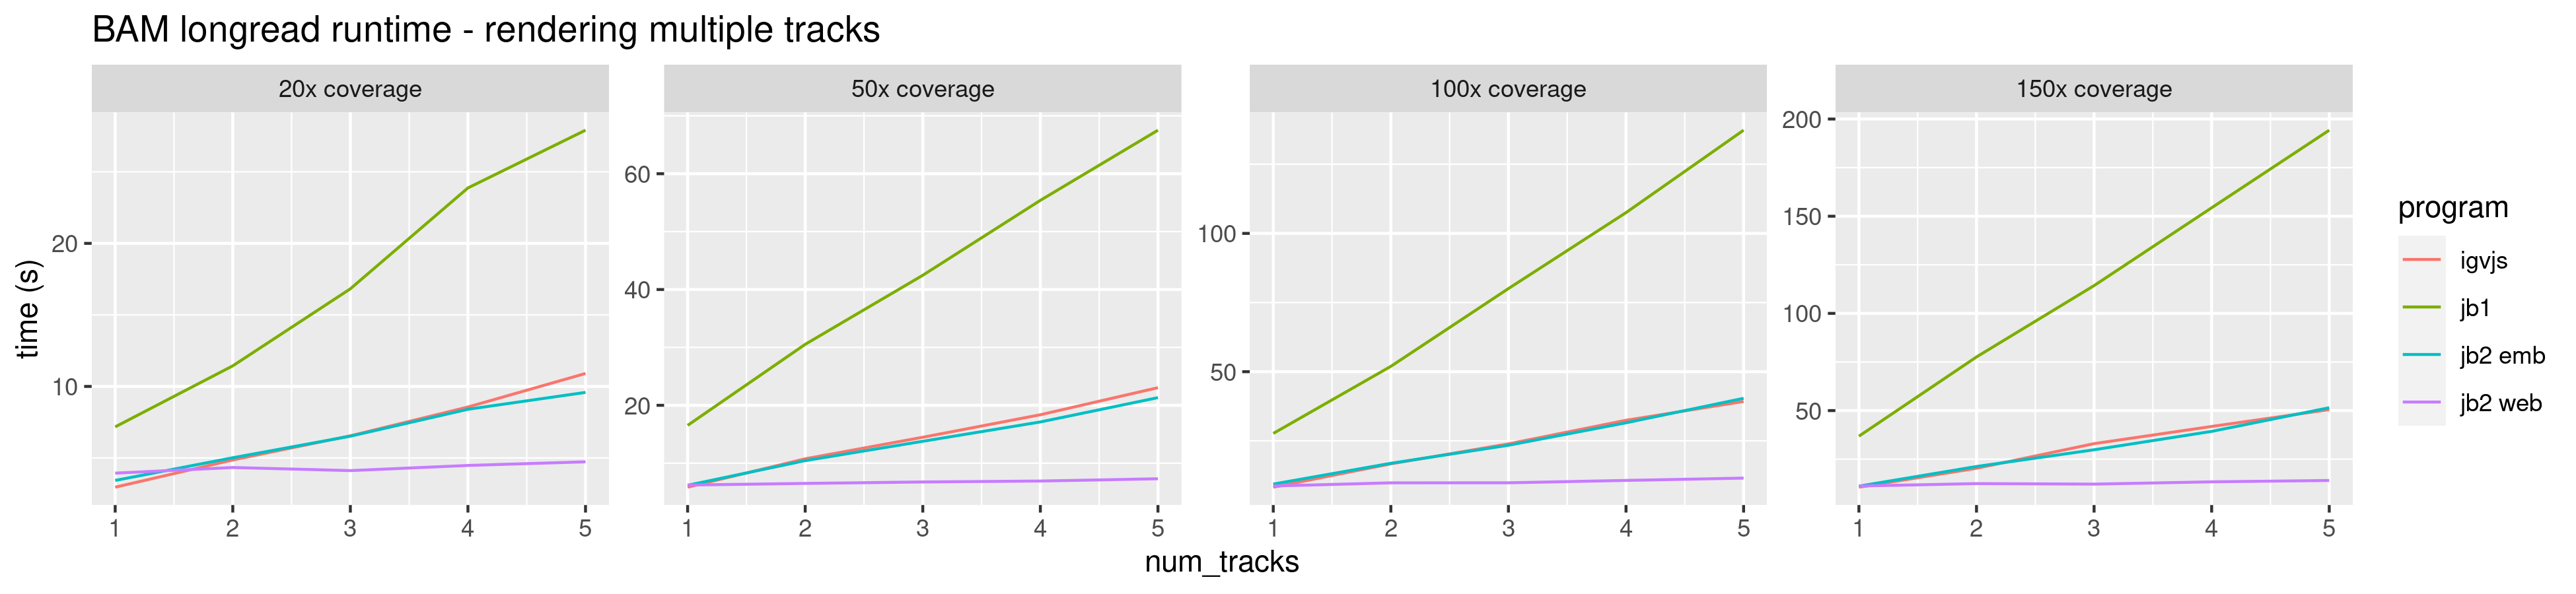 BAM longread runtime - rendering multiple tracks
20x coverage
50x coverage
100x coverage
150x coverage
time (s)
20
10
60
40
20
100
50
200
150
100
50
1 2 3 4 5
1 2 3 4 5
1 2 3 4 5
1 2 3 4 5
num_tracks
program
igvjs
jb1
jb2 emb
jb2 web